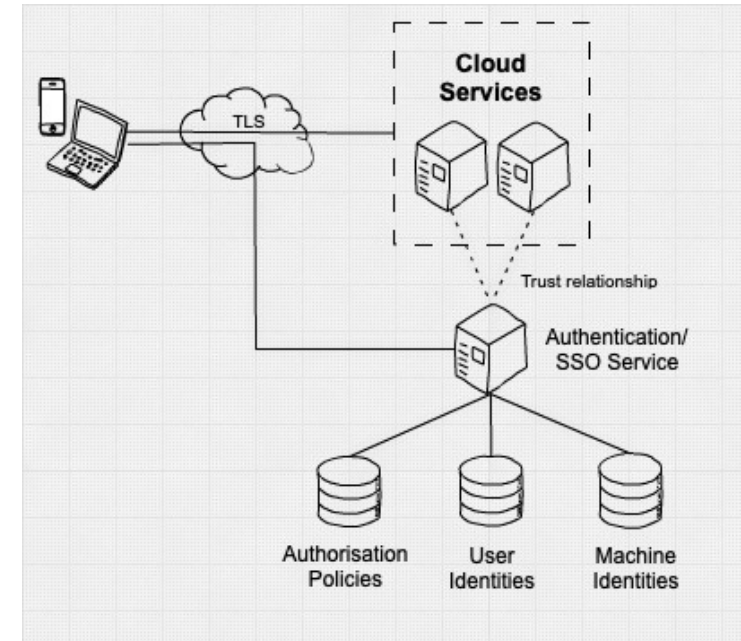 Cloud
Services
TLS
Trust relationship
Authentication/
SSO Service
Authorisation
Policies
User
Identities
Machine
Identities